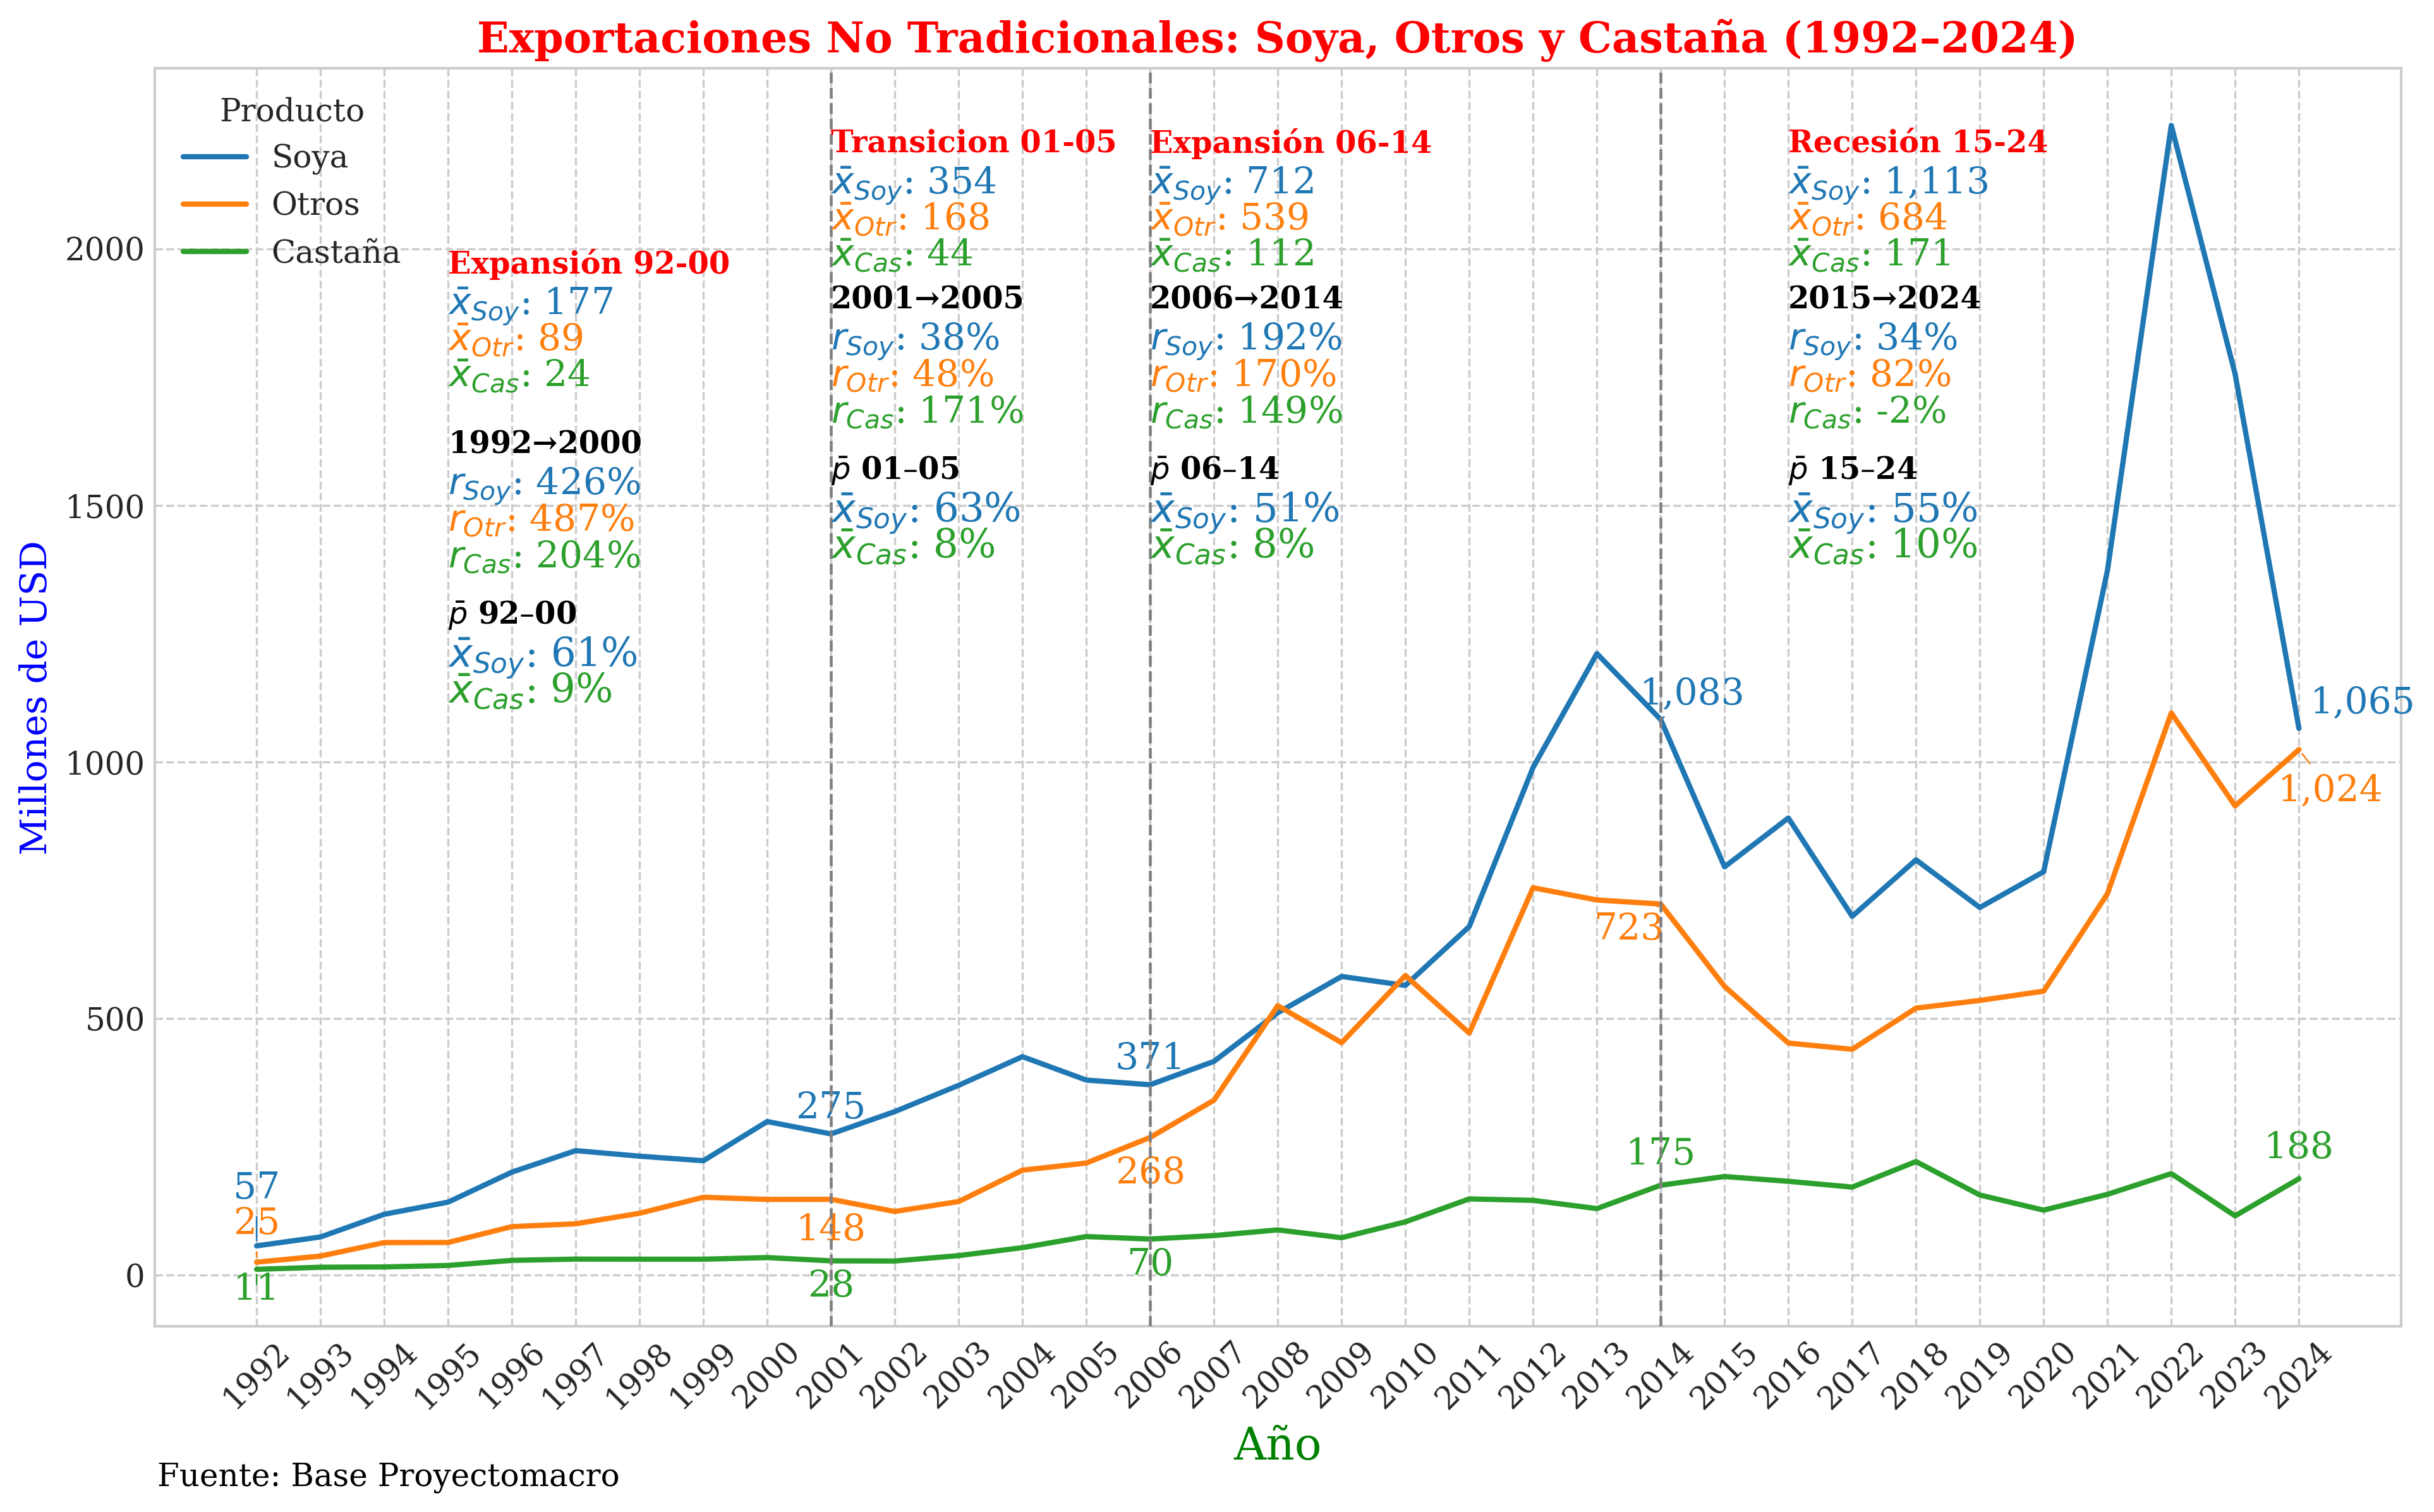 Exportaciones No Tradicionales: Soya, Otros y Castaña (1992–2024)
Producto
Soya
Otros
Castaña
Expansión 92-00
x̄Soy: 177
x̄Otr: 89
x̄Cas: 24
1992→2000
rSoy: 426%
rOtr: 487%
rCas: 204%
p̄ 92–00
x̄Soy: 61%
x̄Cas: 9%
Transicion 01-05
x̄Soy: 354
x̄Otr: 168
x̄Cas: 44
2001→2005
rSoy: 38%
rOtr: 48%
rCas: 171%
p̄ 01–05
x̄Soy: 63%
x̄Cas: 8%
Expansión 06-14
x̄Soy: 712
x̄Otr: 539
x̄Cas: 112
2006→2014
rSoy: 192%
rOtr: 170%
rCas: 149%
p̄ 06–14
x̄Soy: 51%
x̄Cas: 8%
Recesión 15-24
x̄Soy: 1,113
x̄Otr: 684
x̄Cas: 171
2015→2024
rSoy: 34%
rOtr: 82%
rCas: -2%
p̄ 15–24
x̄Soy: 55%
x̄Cas: 10%
Millones de USD
2000
1500
1000
500
0
57
25
11
275
148
28
371
268
70
1,083
723
175
1,065
1,024
188
1992
1993
1994
1995
1996
1997
1998
1999
2000
2001
2002
2003
2004
2005
2006
2007
2008
2009
2010
2011
2012
2013
2014
2015
2016
2017
2018
2019
2020
2021
2022
2023
2024
Año
Fuente: Base Proyectomacro